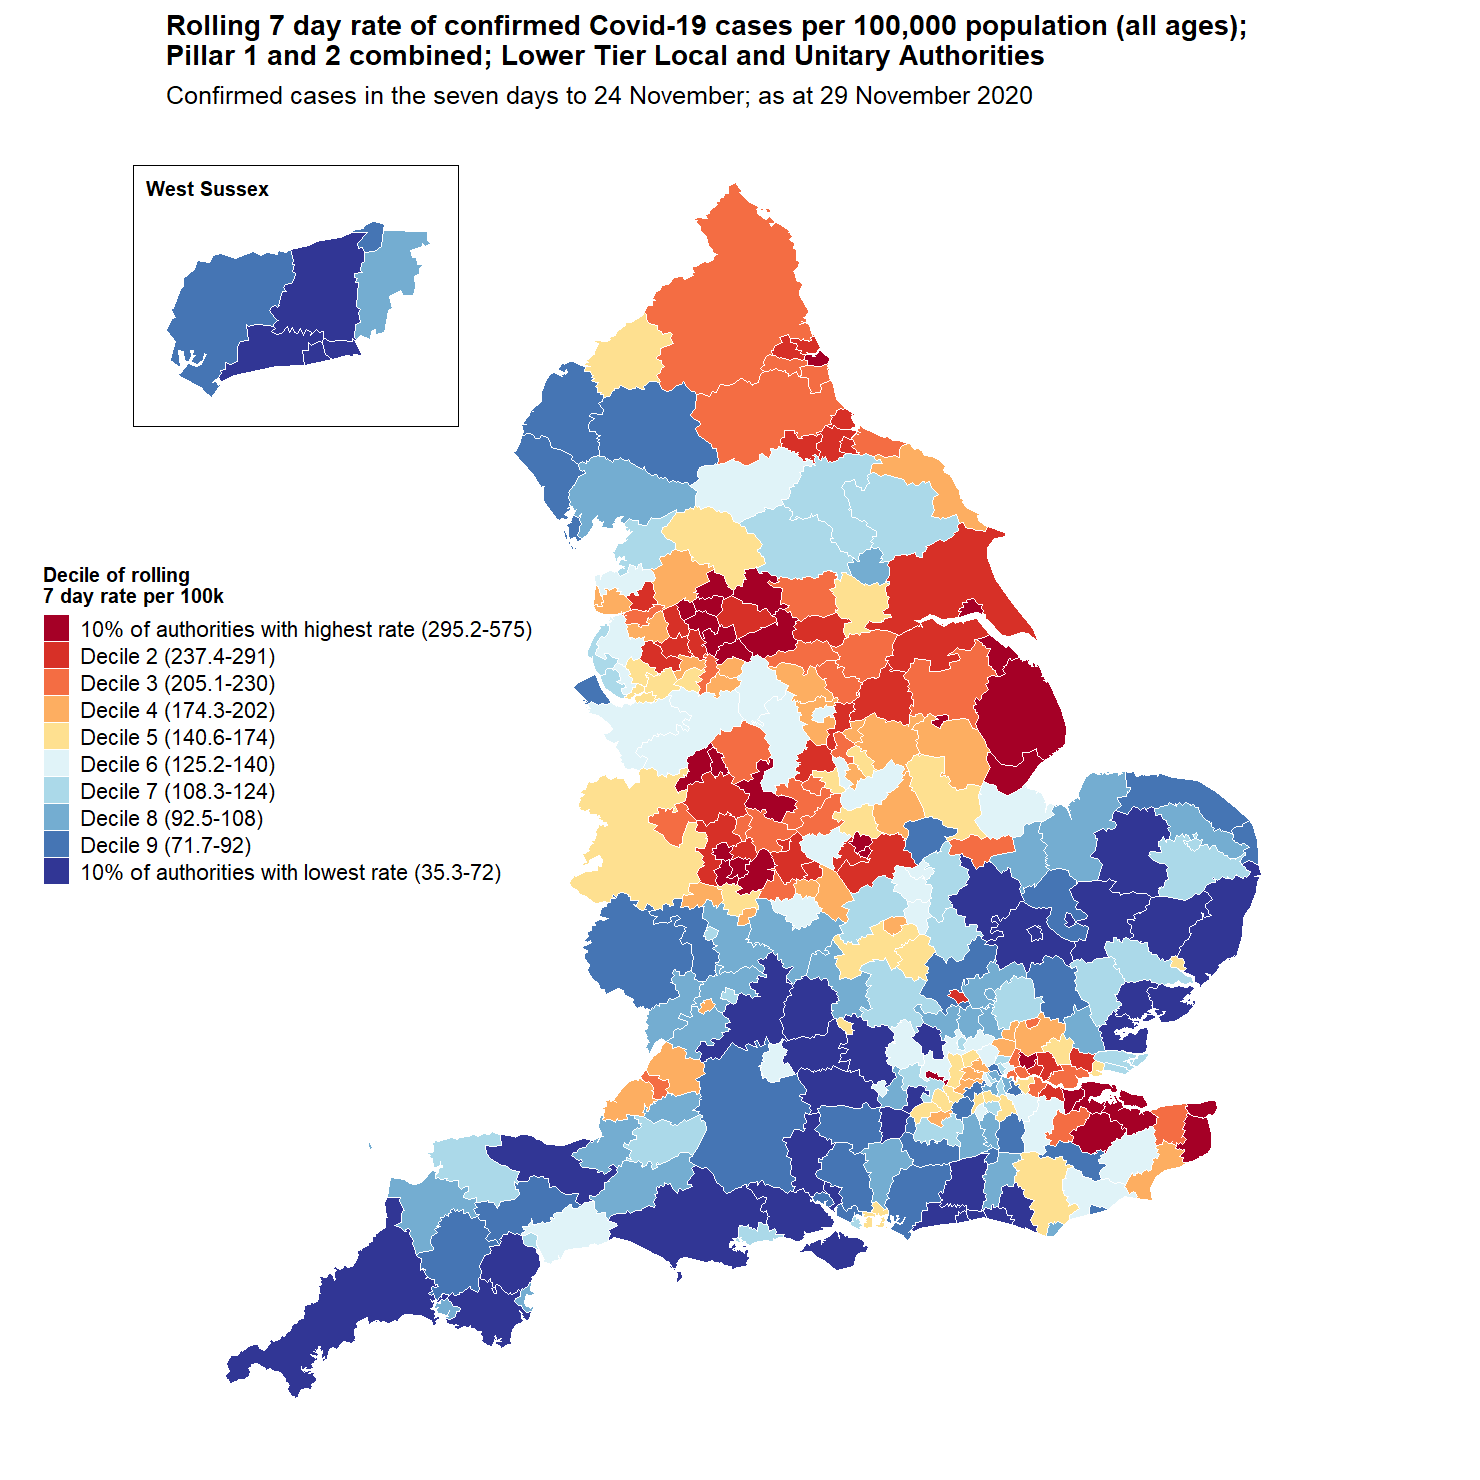 Rolling 7 day rate of confirmed Covid-19 cases per 100,000 population (all ages);
Pillar 1 and 2 combined; Lower Tier Local and Unitary Authorities
Confirmed cases in the seven days to 24 November; as at 29 November 2020
West Sussex
Decile of rolling
7 day rate per 100k
10% of authorities with highest rate (295.2-575)
Decile 2 (237.4-291)
Decile 3 (205.1-230)
Decile 4 (174.3-202)
Decile 5 (140.6-174)
Decile 6 (125.2-140)
Decile 7 (108.3-124)
Decile 8 (92.5-108)
Decile 9 (71.7-92)
10% of authorities with lowest rate (35.3-72)